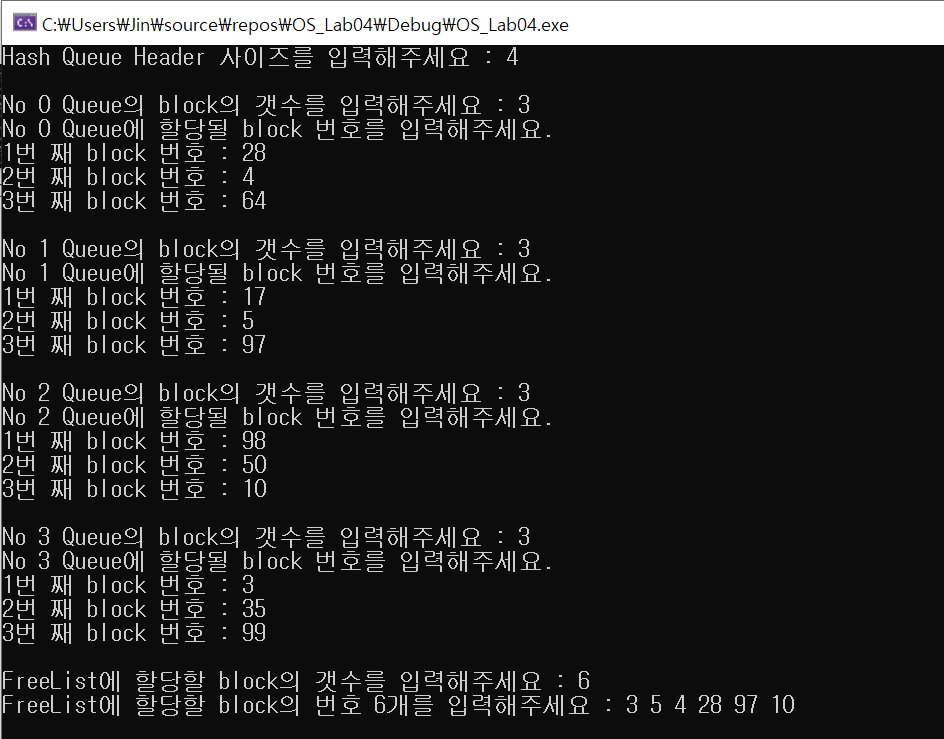 C:\Users\Jin\source\repos\OS_Lab04\Debug\OS_Lab04.exe
Hash Queue Header 사이즈를 입력해주세요 : 4
No 0 Queue의 block의 갯수를 입력해주세요 : 3
No 0 Queue에 할당될 block 번호를 입력해주세요.
1번 째 block 번호 : 28
2번 째 block 번호 : 4
3번 째 block 번호 : 64
No 1 Queue의 block의 갯수를 입력해주세요 : 3
No 1 Queue에 할당될 block 번호를 입력해주세요.
1번 째 block 번호 : 17
2번 째 block 번호 : 5
3번 째 block 번호 : 97
No 2 Queue의 block의 갯수를 입력해주세요 : 3
No 2 Queue에 할당될 block 번호를 입력해주세요.
1번 째 block 번호 : 98
2번 째 block 번호 : 50
3번 째 block 번호 : 10
No 3 Queue의 block의 갯수를 입력해주세요 : 3
No 3 Queue에 할당될 block 번호를 입력해주세요.
1번 째 block 번호 : 3
2번 째 block 번호 : 35
3번 째 block 번호 : 99
FreeList에 할당할 block의 갯수를 입력해주세요 : 6
FreeList에 할당할 block의 번호 6개를 입력해주세요 : 3 5 4 28 97 10